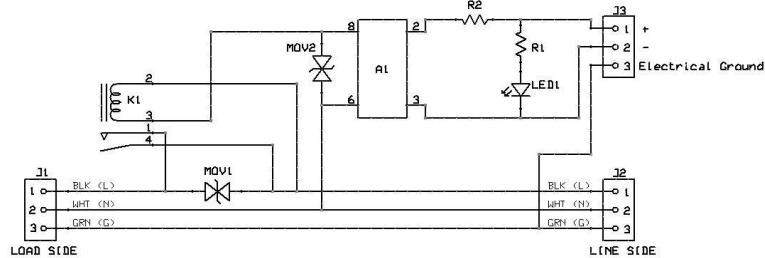 R2
J3
8
2
1 +
MOV2
R1
2 -
A1
3 Electrical Ground
2
LED1
K1
6
3
3
1
4
J1
MOV1
J2
1 BLK (L)
BLK (L) 1
2 WHT (N)
WHT (N) 2
3 GRN (G)
GRN (G) 3
LOAD SIDE
LINE SIDE